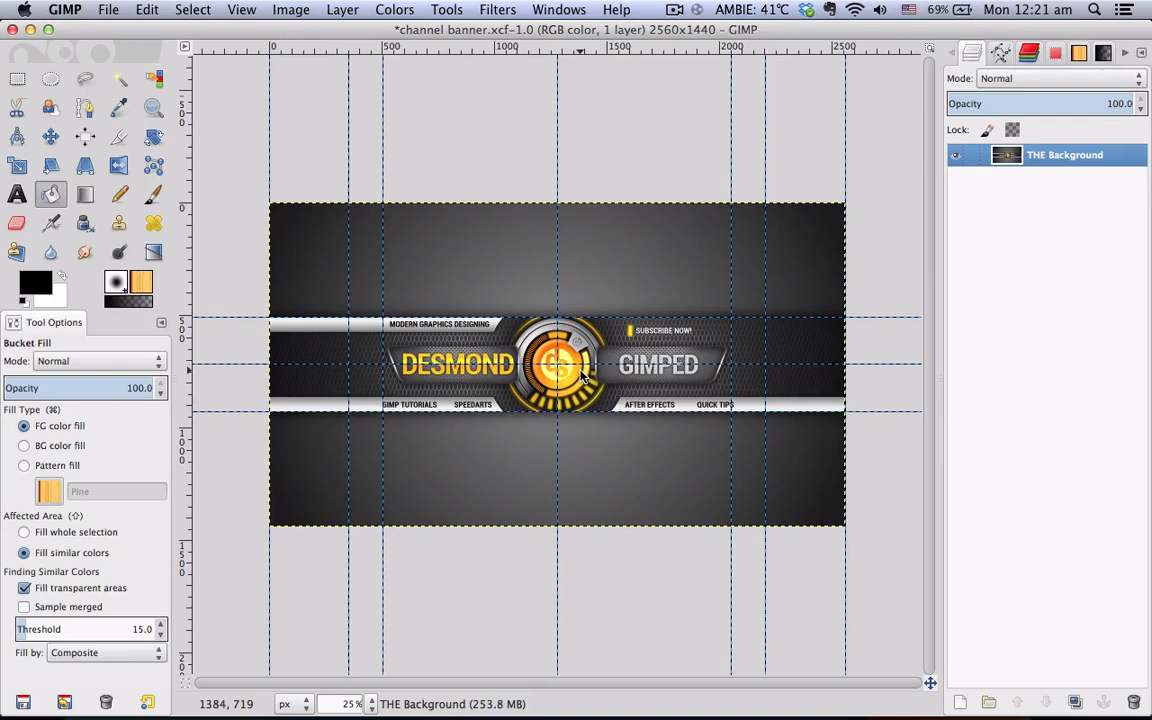 GIMP File Edit Select View Image Layer Colors Tools Filters Windows Help AMBIE: 41°C 69% Mon 12:21 am
*channel banner.xcf-1.0 (RGB color, 1 layer) 2560x1440 – GIMP
0 500 1000 1500 2000 2500
Mode: Normal
Opacity 100.0
Lock:
THE Background
0
500
1000
1500
MODERN GRAPHICS DESIGNING
SUBSCRIBE NOW!
DESMOND GIMPED
GIMP TUTORIALS SPEEDARTS AFTER EFFECTS QUICK TIPS
A
Tool Options
Bucket Fill
Mode: Normal
Opacity 100.0
Fill Type (⌘)
FG color fill
BG color fill
Pattern fill
Pine
Affected Area (⇧)
Fill whole selection
Fill similar colors
Finding Similar Colors
Fill transparent areas
Sample merged
Threshold 15.0
Fill by: Composite
1384, 719 px 25% THE Background (253.8 MB)